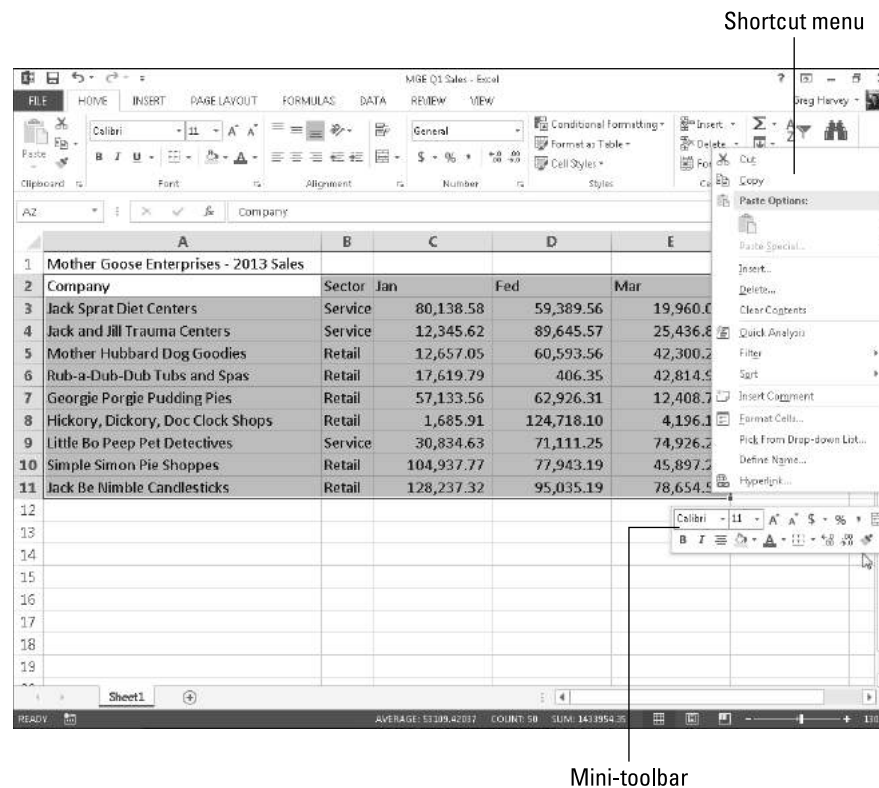 Shortcut menu
MGE Q1 Sales - Excel
FILE HOME INSERT PAGE LAYOUT FORMULAS DATA REVIEW VIEW Greg Harvey
Calibri 11 General Conditional Formatting Insert
Paste B I U $ % Format as Table Delete
Cell Styles
Clipboard Font Alignment Number Styles
A2 Company
A B C D E
1 Mother Goose Enterprises - 2013 Sales
2 Company Sector Jan Fed Mar
3 Jack Sprat Diet Centers Service 80,138.58 59,389.56
4 Jack and Jill Trauma Centers Service 12,345.62 89,645.57
5 Mother Hubbard Dog Goodies Retail 12,657.05 60,593.56
6 Rub-a-Dub-Dub Tubs and Spas Retail 17,619.79 406.35
7 Georgie Porgie Pudding Pies Retail 57,133.56 62,926.31
8 Hickory, Dickory, Doc Clock Shops Retail 1,685.91 124,718.10
9 Little Bo Peep Pet Detectives Service 30,834.63 71,111.25
10 Simple Simon Pie Shoppes Retail 104,937.77 77,943.19
11 Jack Be Nimble Candlesticks Retail 128,237.32 95,035.19
12
13
14
15
16
17
18
19
Cut
Copy
Paste Options:
Paste Special...
Insert...
Delete...
Clear Contents
Quick Analysis
Filter
Sort
Insert Comment
Format Cells...
Pick From Drop-down List...
Define Name...
Hyperlink...
Calibri 11 A A $ %
B I A
Sheet1
READY AVERAGE: 53109.42037 COUNT: 50 SUM: 1433954.35
Mini-toolbar